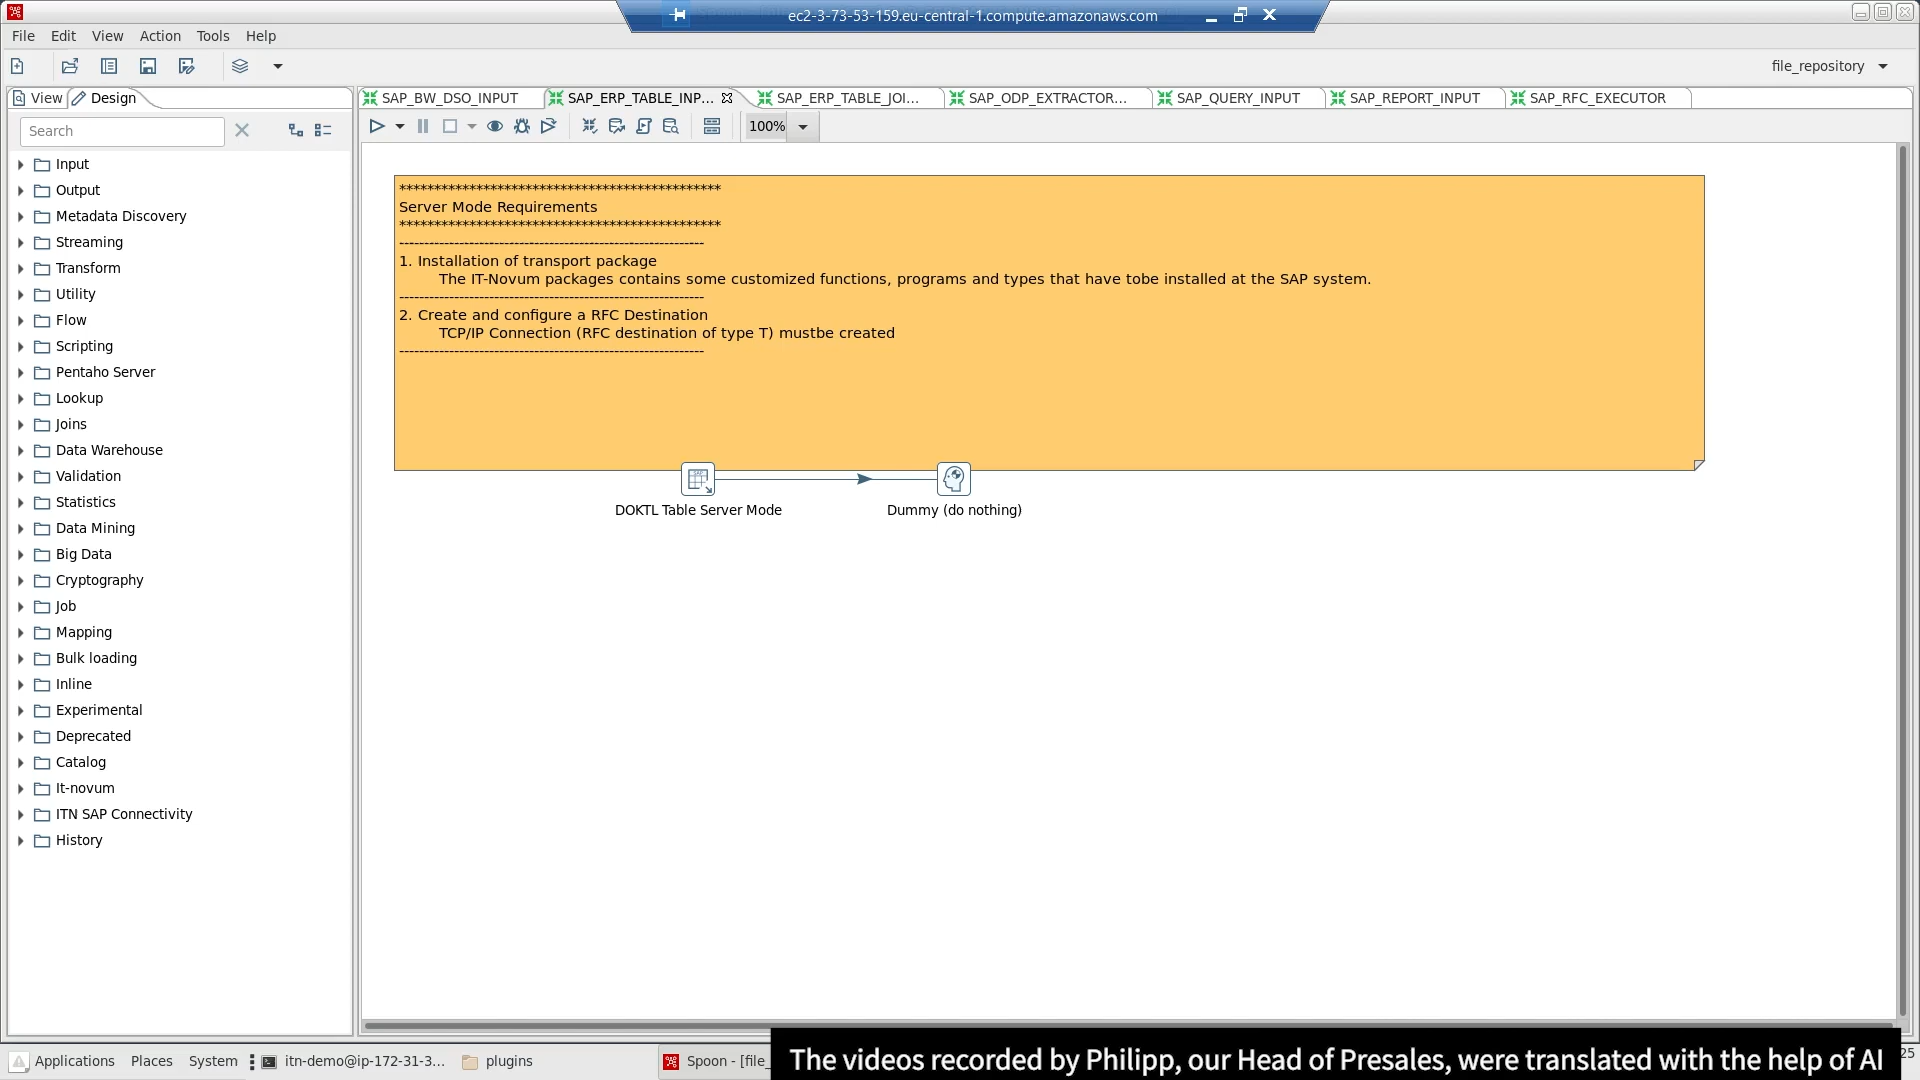 ec2-3-73-53-159.eu-central-1.compute.amazonaws.com
File Edit View Action Tools Help
file_repository
View Design
SAP_BW_DSO_INPUT SAP_ERP_TABLE_INP... SAP_ERP_TABLE_JOI... SAP_ODP_EXTRACTOR... SAP_QUERY_INPUT SAP_REPORT_INPUT SAP_RFC_EXECUTOR
Search
100%
Input
Output
Metadata Discovery
Streaming
Transform
Utility
Flow
Scripting
Pentaho Server
Lookup
Joins
Data Warehouse
Validation
Statistics
Data Mining
Big Data
Cryptography
Job
Mapping
Bulk loading
Inline
Experimental
Deprecated
Catalog
It-novum
ITN SAP Connectivity
History
**********************************************
Server Mode Requirements
**********************************************
-------------------------------------------------------------
1. Installation of transport package
The IT-Novum packages contains some customized functions, programs and types that have tobe installed at the SAP system.
-------------------------------------------------------------
2. Create and configure a RFC Destination
TCP/IP Connection (RFC destination of type T) mustbe created
-------------------------------------------------------------
DOKTL Table Server Mode
Dummy (do nothing)
Applications Places System itn-demo@ip-172-31-3... plugins Spoon - [file_ 25
The videos recorded by Philipp, our Head of Presales, were translated with the help of AI